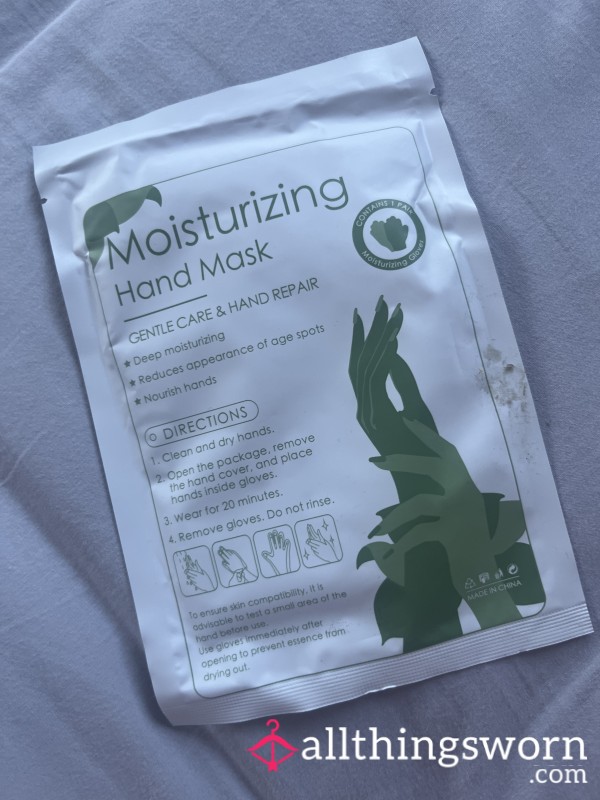 Moisturizing
Hand Mask
CONTAINS 1 PAIR
Moisturizing Gloves
GENTLE CARE & HAND REPAIR
★ Deep moisturizing
★ Reduces appearance of age spots
★ Nourish hands
DIRECTIONS
1. Clean and dry hands.
2. Open the package, remove
the hand cover, and place
hands inside gloves.
3. Wear for 20 minutes.
4. Remove gloves. Do not rinse.
To ensure skin compatibility, it is
advisable to test a small area of the
hand before use.
Use gloves immediately after
opening to prevent essence from
drying out.
MADE IN CHINA
allthingsworn
.com